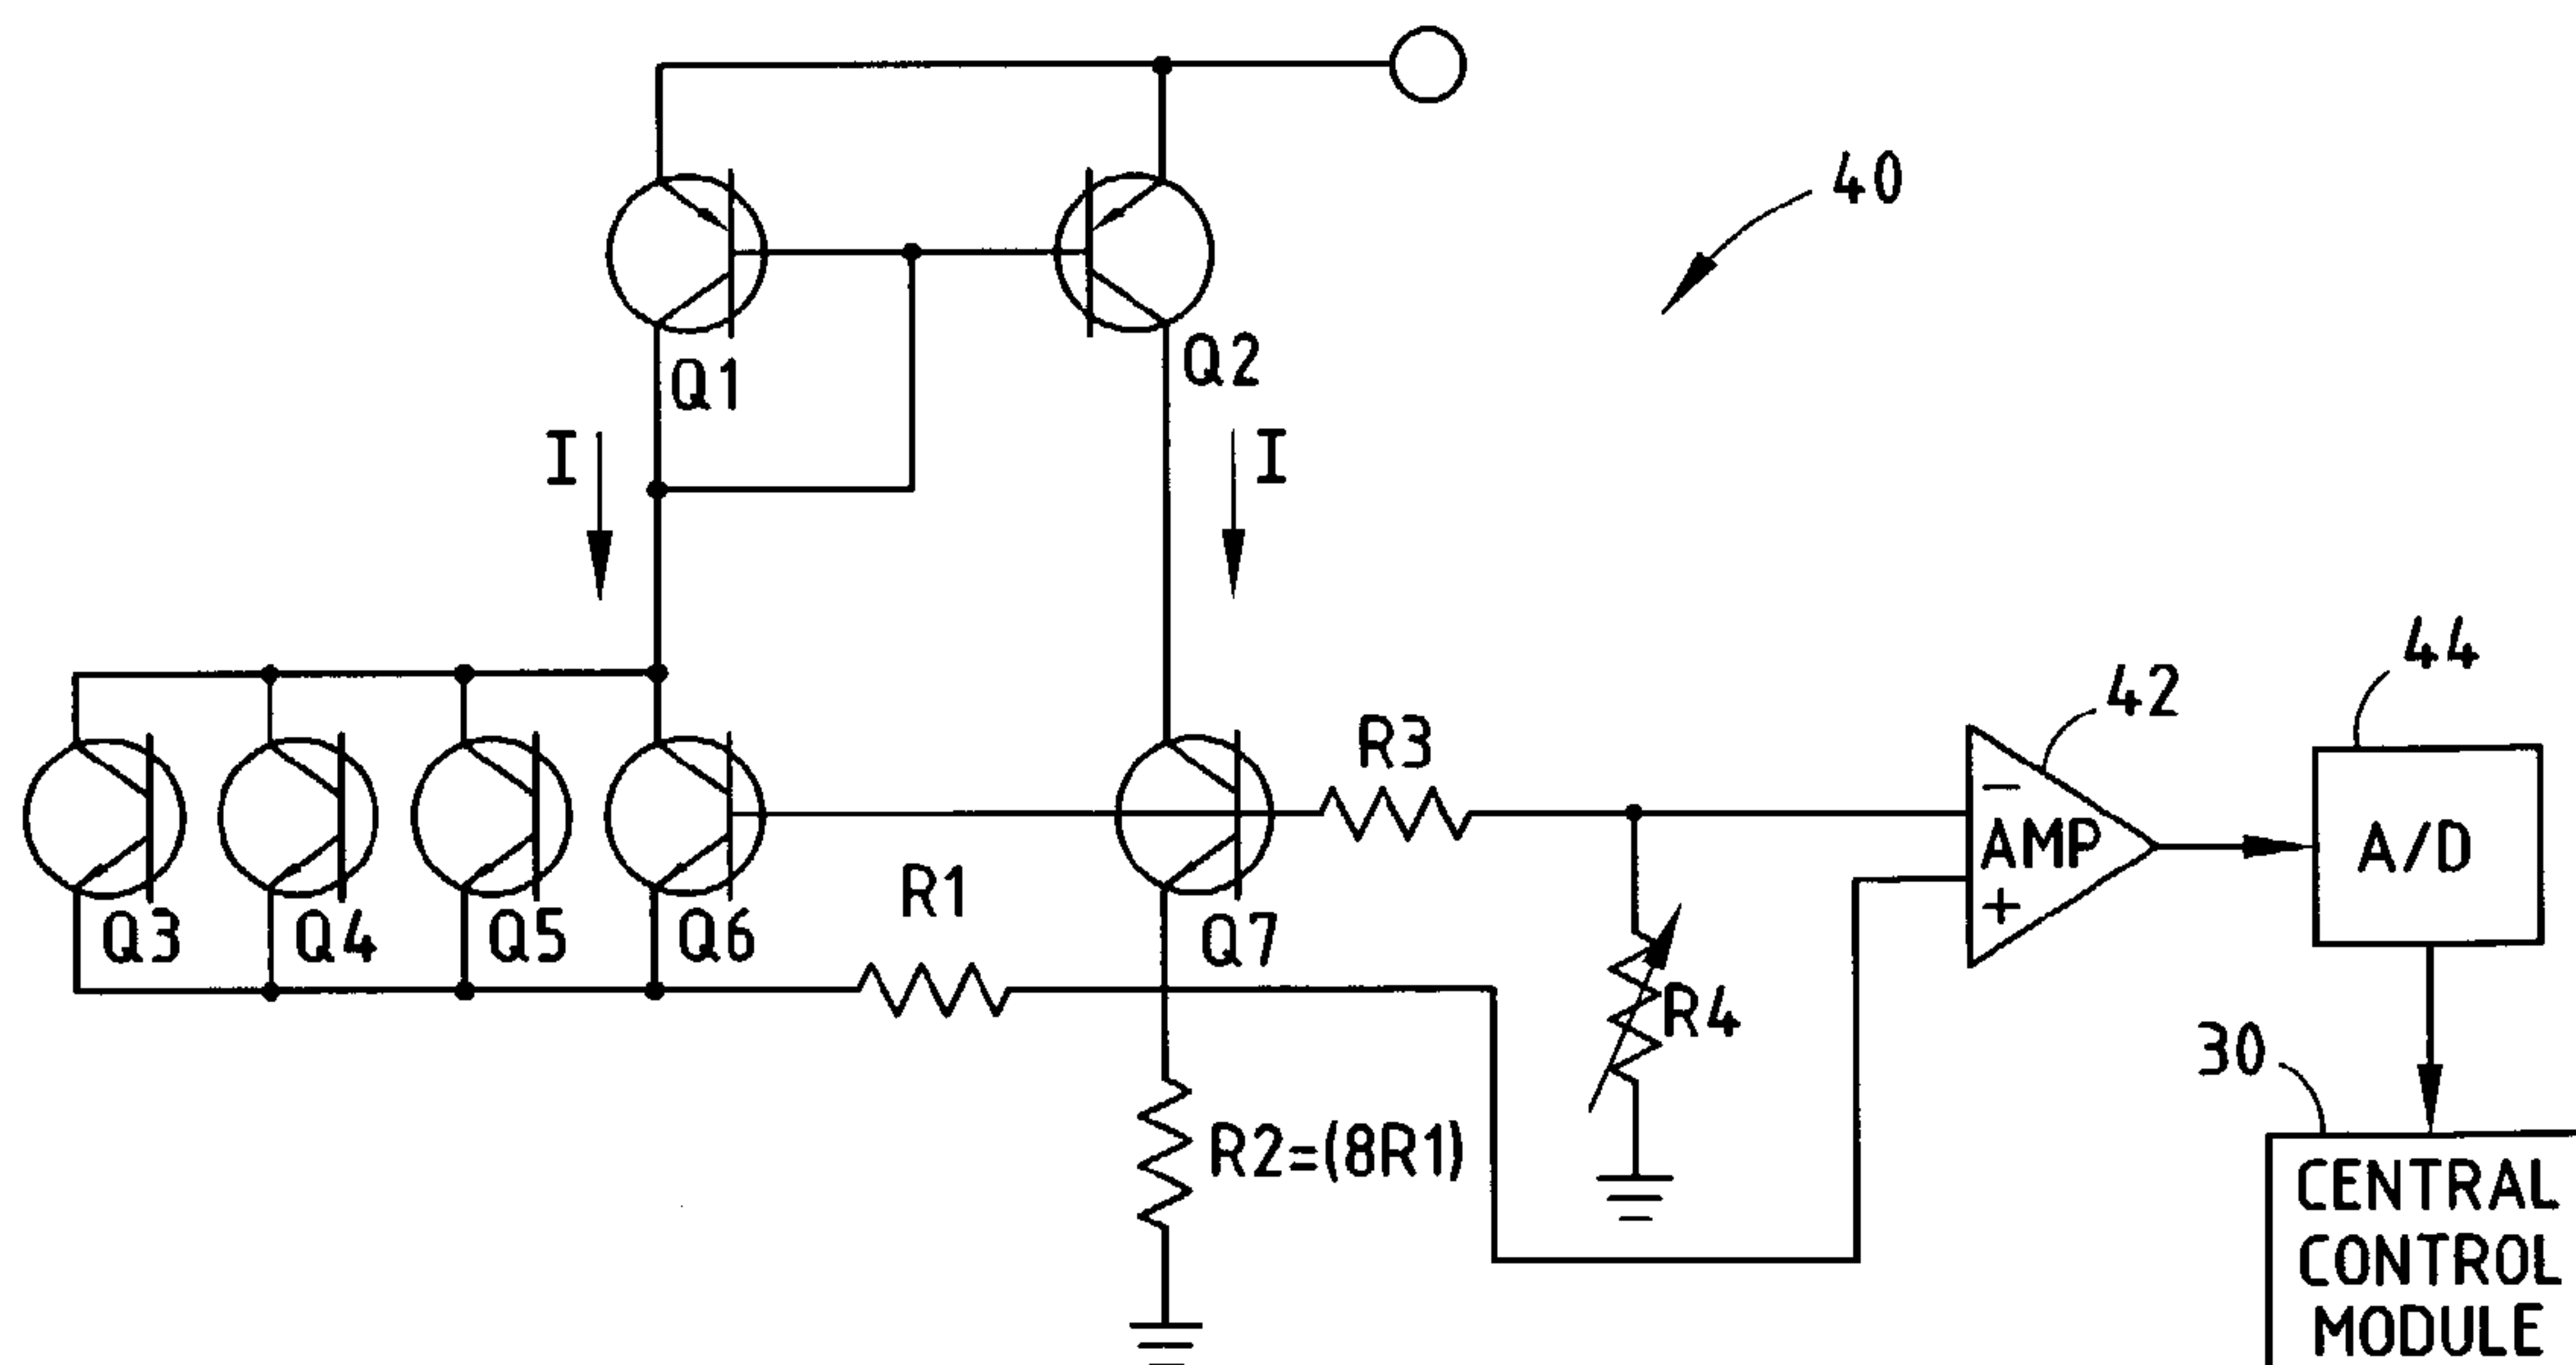 40
Q1
Q2
I
I
44
42
R3
-
AMP
+
A/D
R1
Q3
Q4
Q5
Q6
Q7
R4
30
R2=(8R1)
CENTRAL
CONTROL
MODULE